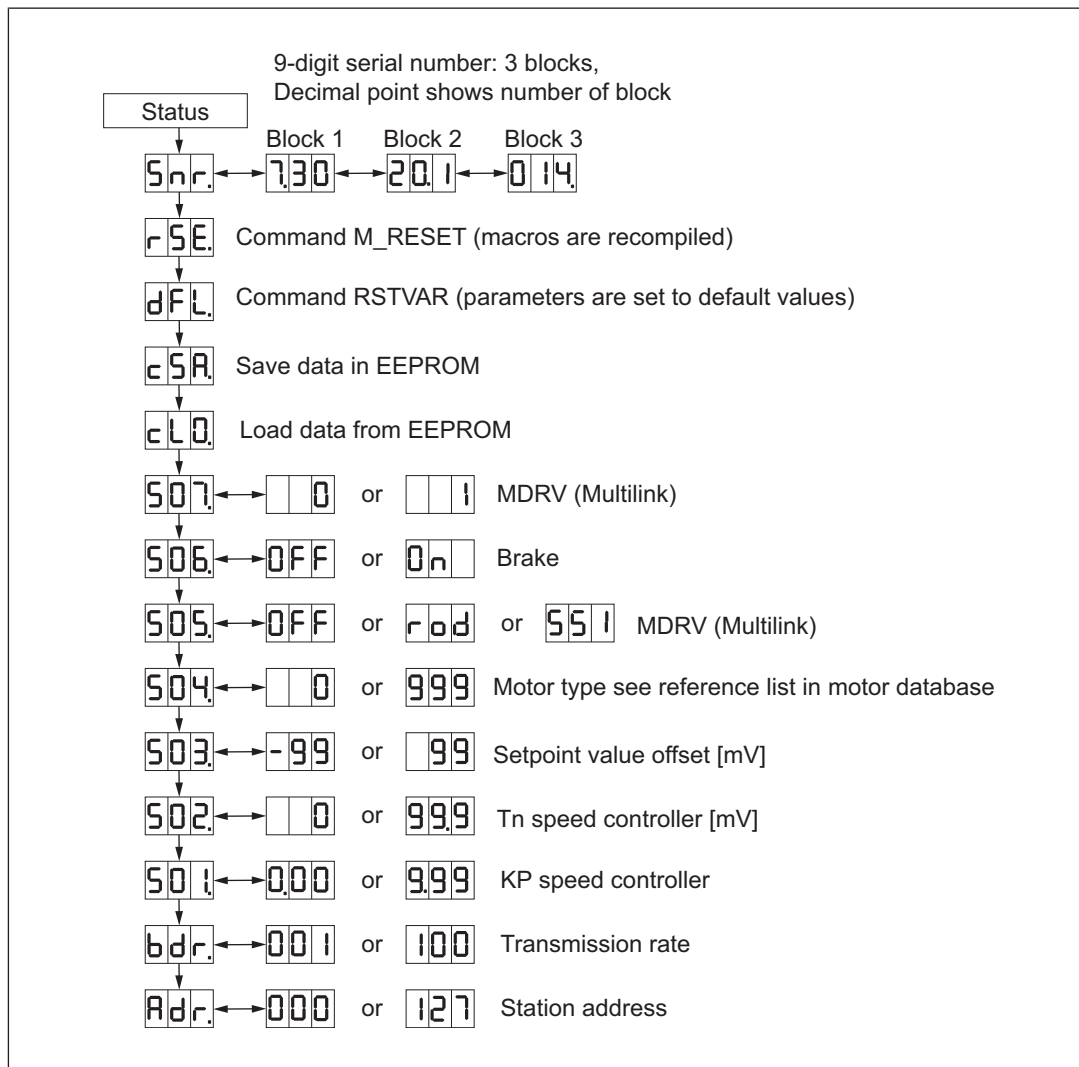 9-digit serial number: 3 blocks,
Decimal point shows number of block
Status
Block 1 Block 2 Block 3
Snr. 7.30 20.1 014.
rSE. Command M_RESET (macros are recompiled)
dFL. Command RSTVAR (parameters are set to default values)
cSA. Save data in EEPROM
cLO. Load data from EEPROM
S07. 0 or 1 MDRV (Multilink)
S06. OFF or On Brake
S05. OFF or rod or SSI MDRV (Multilink)
S04. 0 or 999 Motor type see reference list in motor database
S03. -99 or 99 Setpoint value offset [mV]
S02. 0 or 99.9 Tn speed controller [mV]
S01. 0.00 or 9.99 KP speed controller
bdr. 001 or 100 Transmission rate
Adr. 000 or 127 Station address